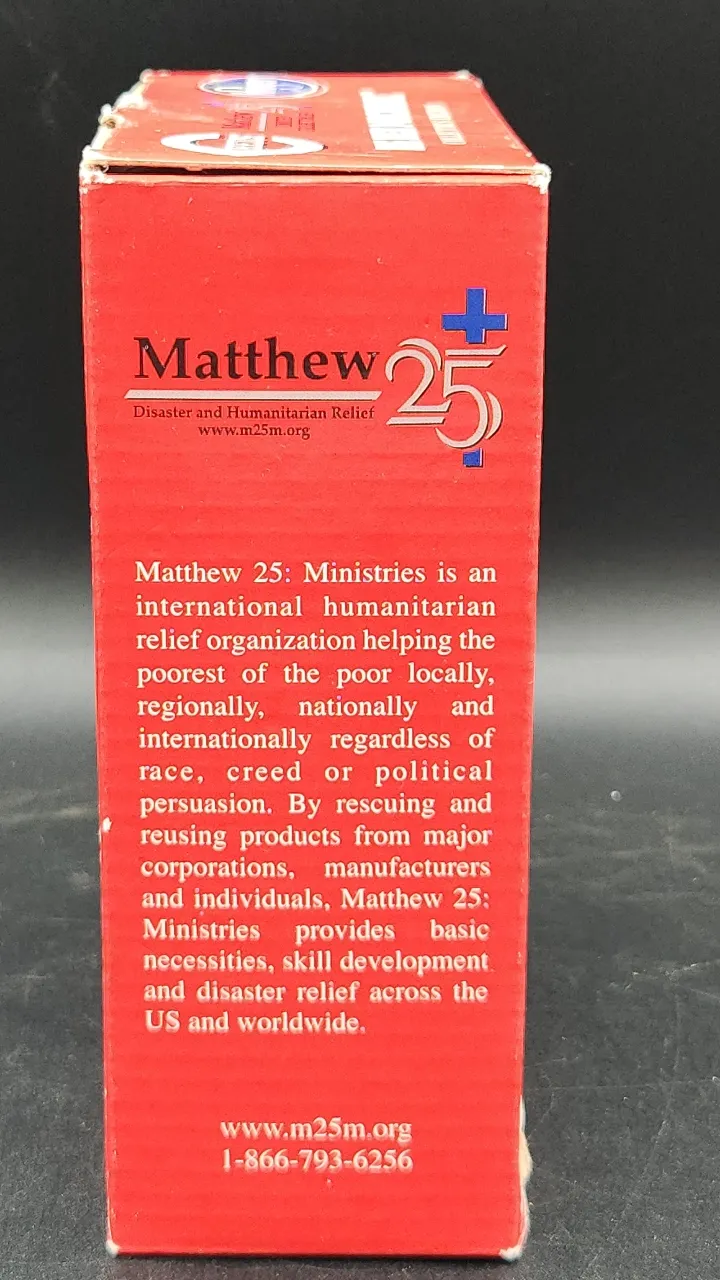 Matthew 25
Disaster and Humanitarian Relief
www.m25m.org
Matthew 25: Ministries is an
international humanitarian
relief organization helping the
poorest of the poor locally,
regionally, nationally and
internationally regardless of
race, creed or political
persuasion. By rescuing and
reusing products from major
corporations, manufacturers
and individuals, Matthew 25:
Ministries provides basic
necessities, skill development
and disaster relief across the
US and worldwide.
www.m25m.org
1-866-793-6256